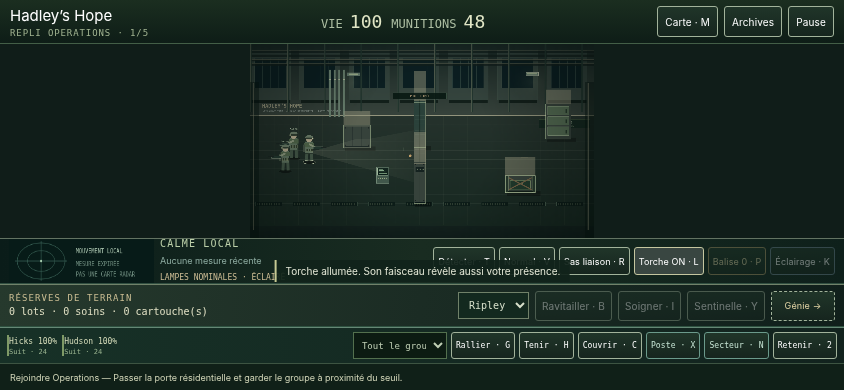 Hadley's Hope
REPLI OPERATIONS · 1/5
VIE 100 MUNITIONS 48
Carte · M
Archives
Pause
HADLEY'S HOPE
MOUVEMENT LOCAL
MESURE EXPIRÉE
PAS UNE CARTE RADAR
CALME LOCAL
Aucune mesure récente
LAMPES NOMINALES · ÉCLAI
Torche allumée. Son faisceau révèle aussi votre présence.
Bas liaison · R
Torche ON · L
Balise 0 · P
Éclairage · K
RÉSERVES DE TERRAIN
0 lots · 0 soins · 0 cartouche(s)
Ripley
Ravitailler · B
Soigner · I
Sentinelle · Y
Génie →
Hicks 100%
Suit · 24
Hudson 100%
Suit · 24
Tout le grou
Rallier · G
Tenir · H
Couvrir · C
Poste · X
Secteur · N
Retenir · 2
Rejoindre Operations — Passer la porte résidentielle et garder le groupe à proximité du seuil.